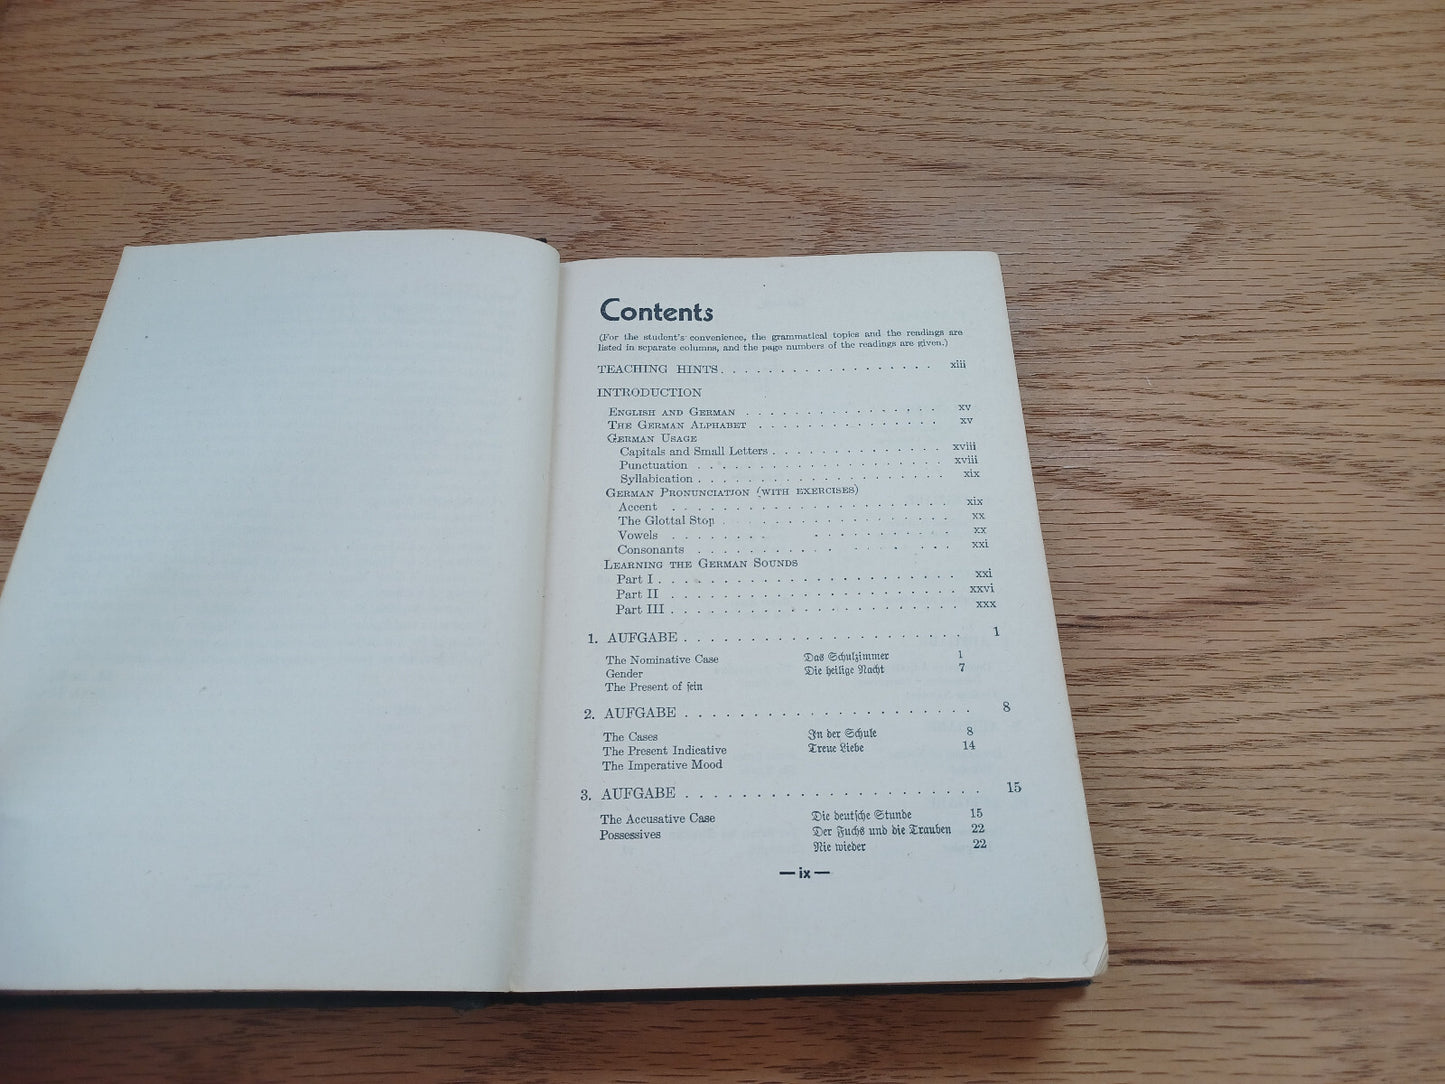 Contents
(For the student's convenience, the grammatical topics and the readings are
listed in separate columns, and the page numbers of the readings are given.)
TEACHING HINTS . . . . . . . . . . . . . . . . . . xiii
INTRODUCTION
ENGLISH AND GERMAN . . . . . . . . . . . . . . . . xv
THE GERMAN ALPHABET . . . . . . . . . . . . . . . xv
GERMAN USAGE
Capitals and Small Letters . . . . . . . . . . . . . . xviii
Punctuation . . . . . . . . . . . . . . . . . . . . xviii
Syllabication . . . . . . . . . . . . . . . . . . . . xix
GERMAN PRONUNCIATION (WITH EXERCISES)
Accent . . . . . . . . . . . . . . . . . . . . . . xix
The Glottal Stop . . . . . . . . . . . . . . . . . . xx
Vowels . . . . . . . . . . . . . . . . . . . . . xx
Consonants . . . . . . . . . . . . . . . . . . . . xxi
LEARNING THE GERMAN SOUNDS
Part I . . . . . . . . . . . . . . . . . . . . . . . xxi
Part II . . . . . . . . . . . . . . . . . . . . . . xxvi
Part III . . . . . . . . . . . . . . . . . . . . . . xxx
1. AUFGABE . . . . . . . . . . . . . . . . . . . . . 1
The Nominative Case Das Schulzimmer 1
Gender Die heilige Nacht 7
The Present of sein
2. AUFGABE . . . . . . . . . . . . . . . . . . . . . 8
The Cases In der Schule 8
The Present Indicative Treue Liebe 14
The Imperative Mood
3. AUFGABE . . . . . . . . . . . . . . . . . . . . . 15
The Accusative Case Die deutsche Stunde 15
Possessives Der Fuchs und die Trauben 22
Nie wieder 22
— ix —